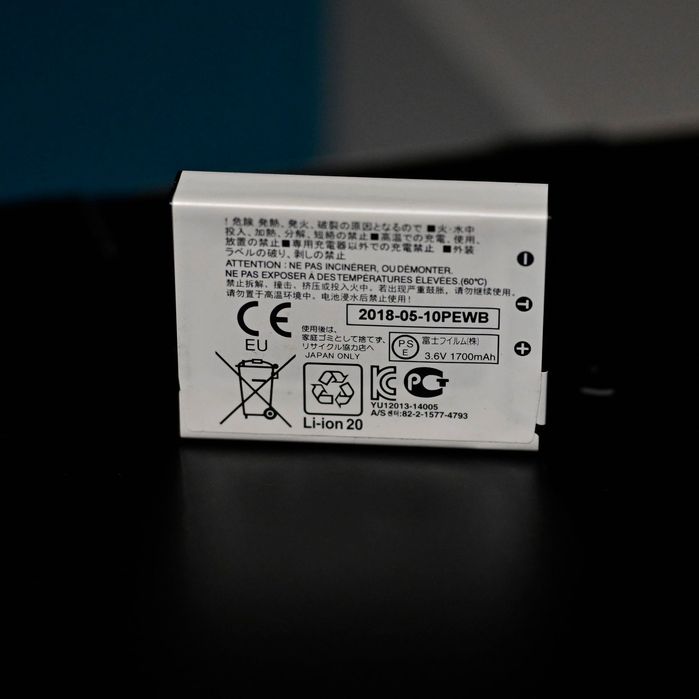 ！危険 発熱、発火、破裂の原因となるので ■火・水中
投入、加熱、分解、短絡の禁止 ■高温での充電、使用、
放置の禁止 ■専用充電器以外での充電禁止 ■外装
ラベルの破り、剥しの禁止
ATTENTION : NE PAS INCINÉRER, OU DÉMONTER.
NE PAS EXPOSER À DES TEMPÉRATURES ÉLEVÉES.(60℃)
禁止拆解、撞击、挤压或投入火中。若出现严重鼓胀，请勿继续使用。
请勿置于高温环境中、电池浸水后禁止使用！
CE
EU
2018-05-10PEWB
使用後は、
家庭ゴミとして捨てず、
リサイクル協力店へ
JAPAN ONLY
PS
E
富士フイルム(株)
3.6V 1700mAh
Li-ion 20
KC
PCT
YU12013-14005
A/S 센터:82-2-1577-4793
−
T
+